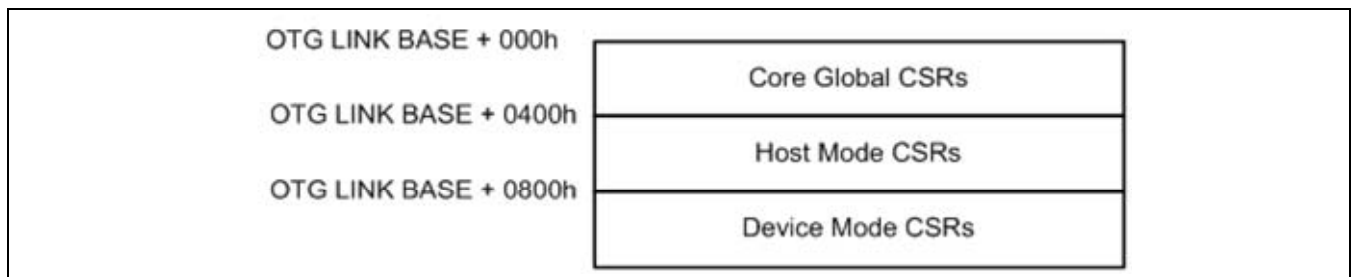 OTG LINK BASE + 000h
Core Global CSRs
OTG LINK BASE + 0400h
Host Mode CSRs
OTG LINK BASE + 0800h
Device Mode CSRs